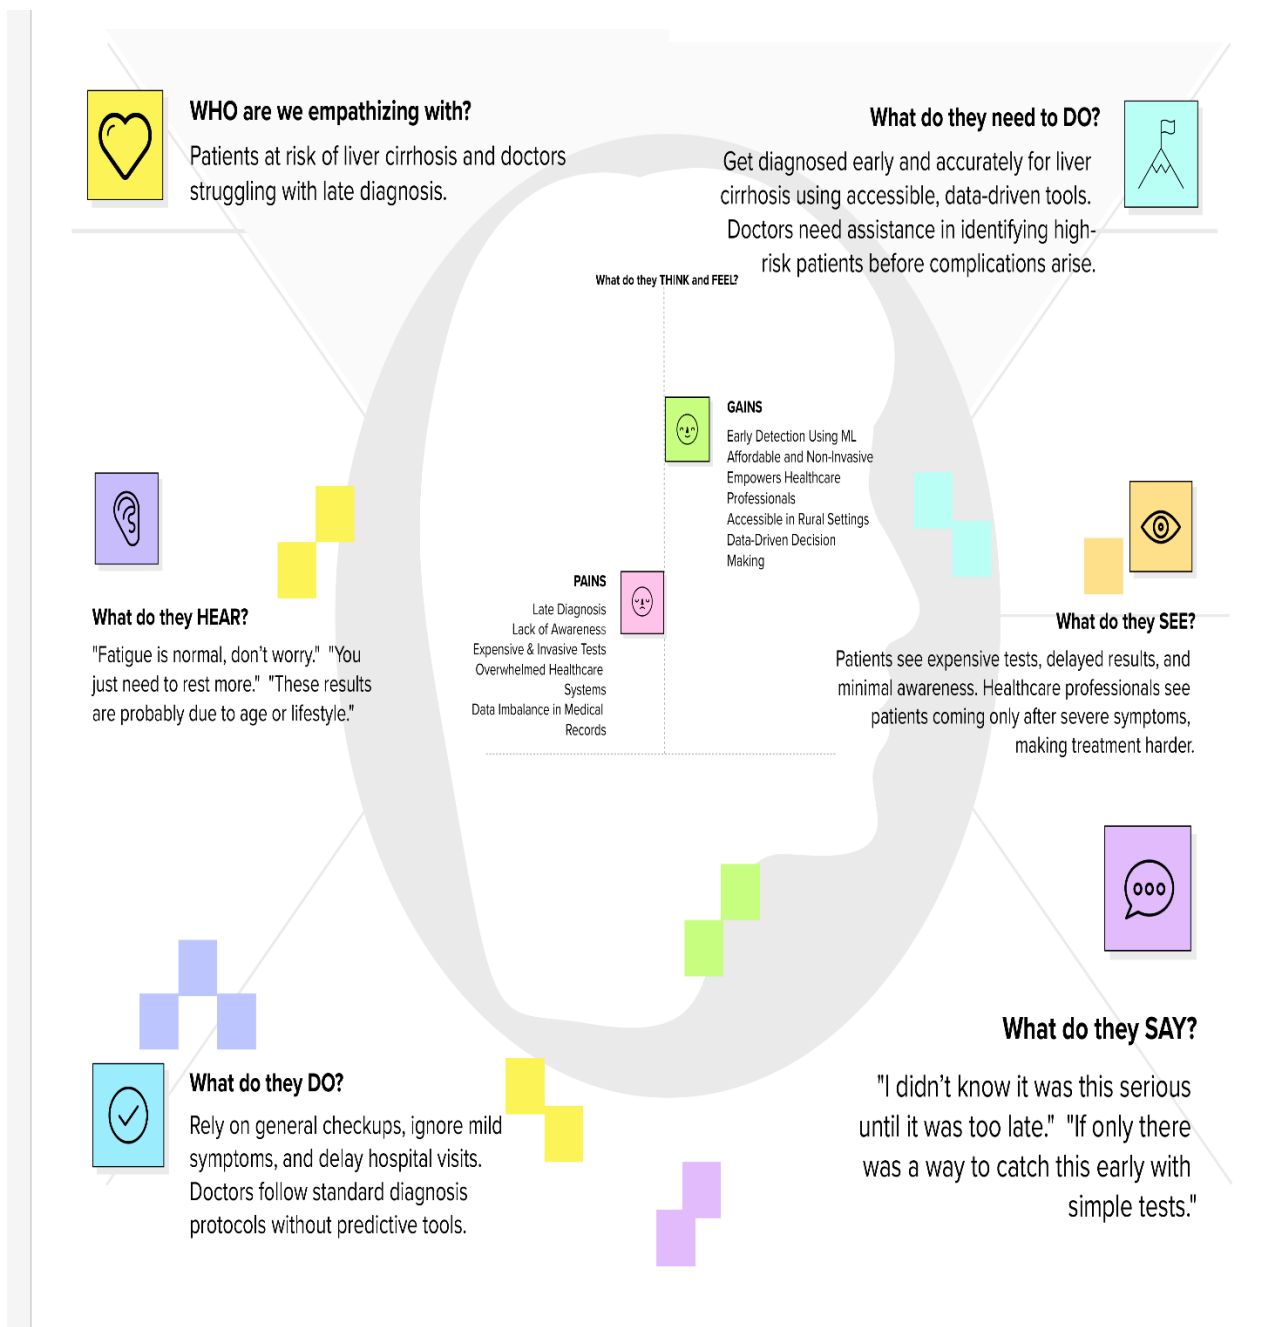 WHO are we empathizing with?
Patients at risk of liver cirrhosis and doctors
struggling with late diagnosis.
What do they need to DO?
Get diagnosed early and accurately for liver
cirrhosis using accessible, data-driven tools.
Doctors need assistance in identifying high-
risk patients before complications arise.
What do they THINK and FEEL?
GAINS
Early Detection Using ML
Affordable and Non-Invasive
Empowers Healthcare
Professionals
Accessible in Rural Settings
Data-Driven Decision
Making
PAINS
Late Diagnosis
Lack of Awareness
Expensive & Invasive Tests
Overwhelmed Healthcare
Systems
Data Imbalance in Medical
Records
What do they HEAR?
"Fatigue is normal, don’t worry."  "You
just need to rest more."  "These results
are probably due to age or lifestyle."
What do they SEE?
Patients see expensive tests, delayed results, and
minimal awareness. Healthcare professionals see
patients coming only after severe symptoms,
making treatment harder.
What do they DO?
Rely on general checkups, ignore mild
symptoms, and delay hospital visits.
Doctors follow standard diagnosis
protocols without predictive tools.
What do they SAY?
"I didn’t know it was this serious
until it was too late."  "If only there
was a way to catch this early with
simple tests."